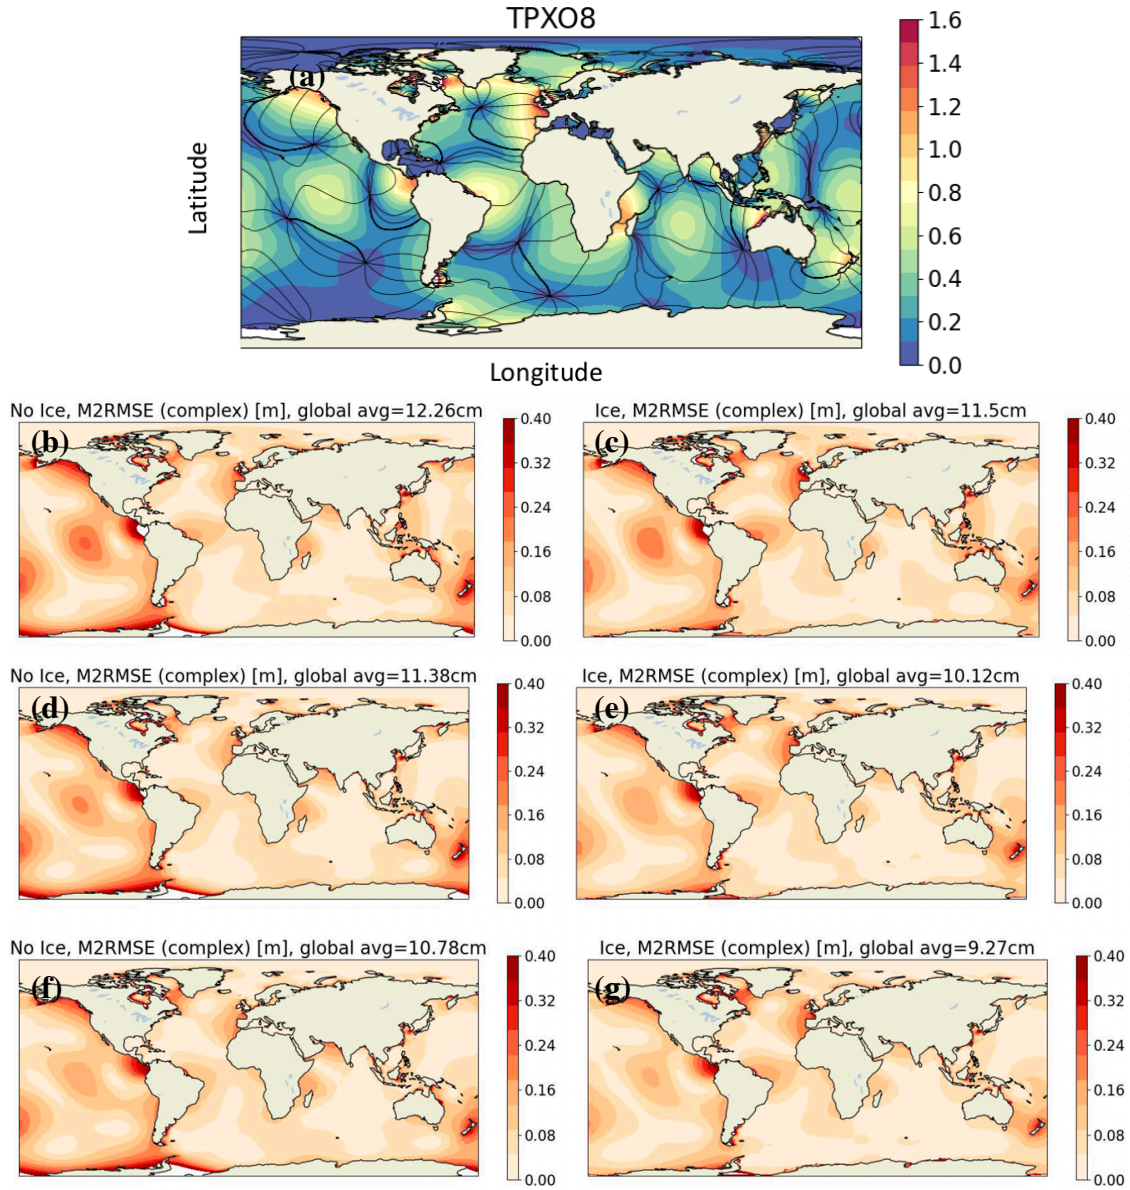 TPXO8
(a)
Latitude
Longitude
1.6
1.4
1.2
1.0
0.8
0.6
0.4
0.2
0.0
No Ice, M2RMSE (complex) [m], global avg=12.26cm
(b)
0.40
0.32
0.24
0.16
0.08
0.00
Ice, M2RMSE (complex) [m], global avg=11.5cm
(c)
0.40
0.32
0.24
0.16
0.08
0.00
No Ice, M2RMSE (complex) [m], global avg=11.38cm
(d)
0.40
0.32
0.24
0.16
0.08
0.00
Ice, M2RMSE (complex) [m], global avg=10.12cm
(e)
0.40
0.32
0.24
0.16
0.08
0.00
No Ice, M2RMSE (complex) [m], global avg=10.78cm
(f)
0.40
0.32
0.24
0.16
0.08
0.00
Ice, M2RMSE (complex) [m], global avg=9.27cm
(g)
0.40
0.32
0.24
0.16
0.08
0.00